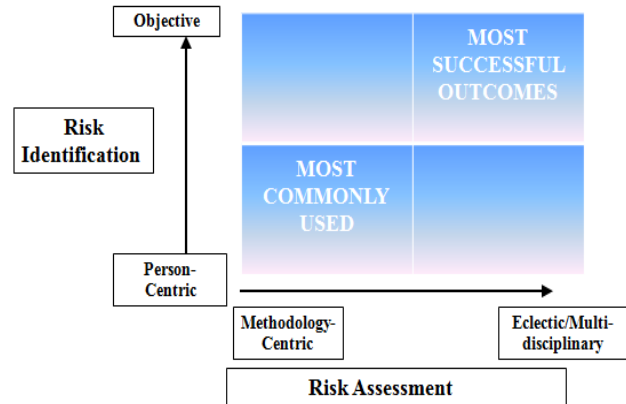 Objective
MOST
SUCCESSFUL
OUTCOMES
Risk
Identification
MOST
COMMONLY
USED
Person-
Centric
Methodology-
Centric
Eclectic/Multi-
disciplinary
Risk Assessment